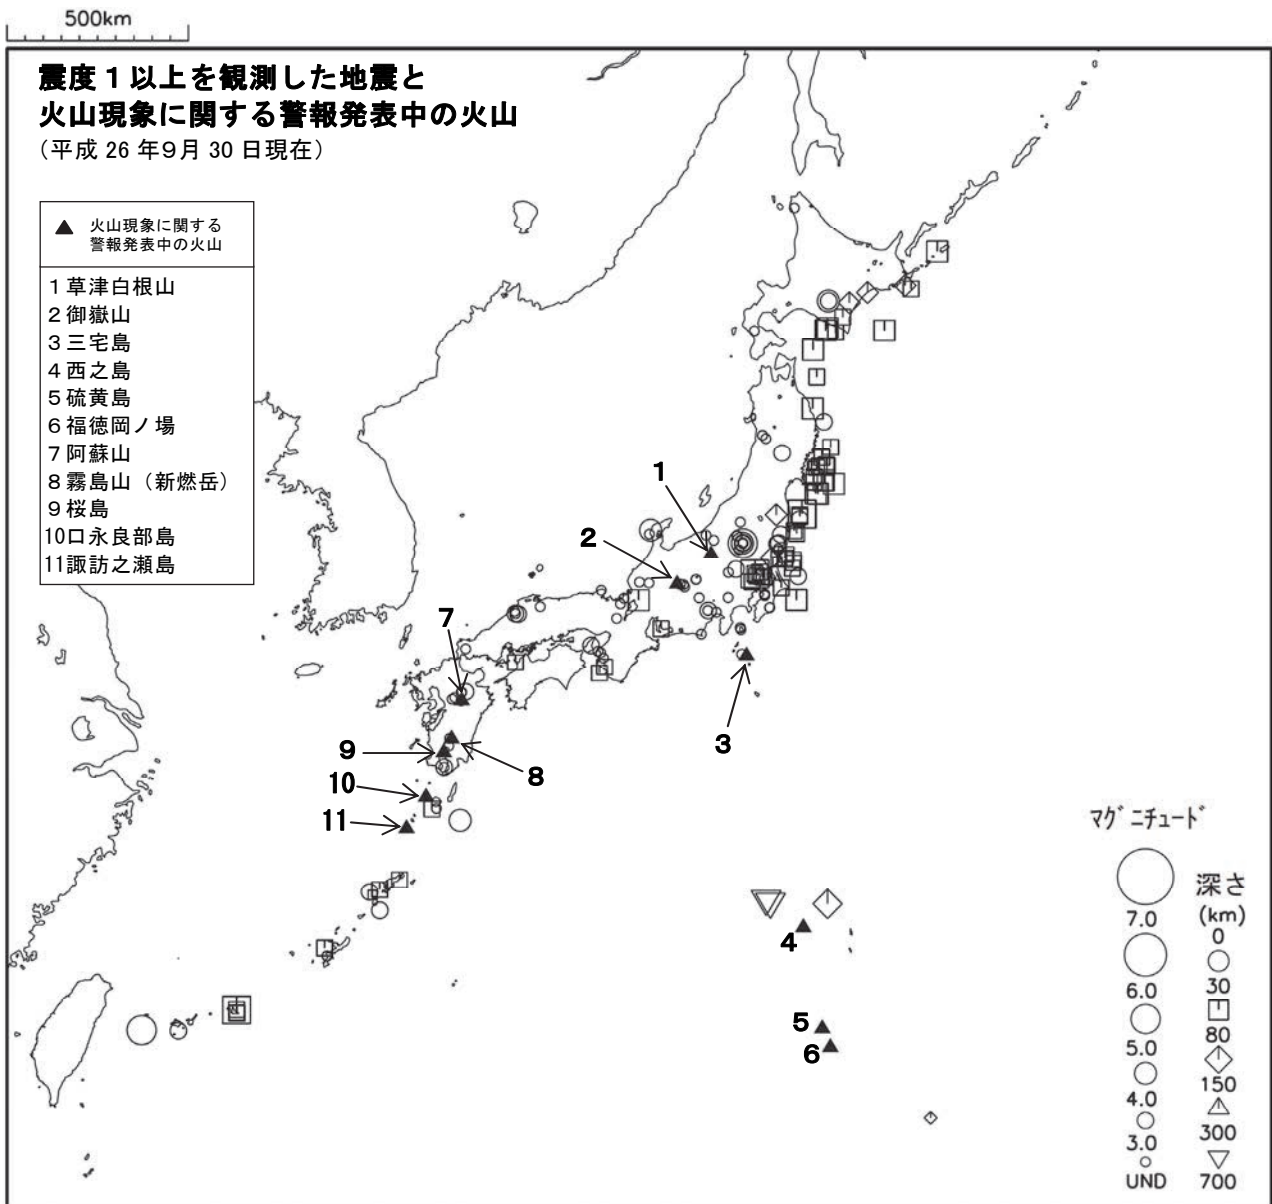 500km
震度1以上を観測した地震と
火山現象に関する警報発表中の火山
（平成 26 年9月 30 日現在）
▲ 火山現象に関する
警報発表中の火山
1草津白根山
2御嶽山
3三宅島
4西之島
5硫黄島
6福徳岡ノ場
7阿蘇山
8霧島山（新燃岳）
9桜島
10口永良部島
11諏訪之瀬島
1
2
7
3
9
8
10
11
4
5
6
マグニチュード
7.0
6.0
5.0
4.0
3.0
UND
深さ
(km)
0
30
80
150
300
700